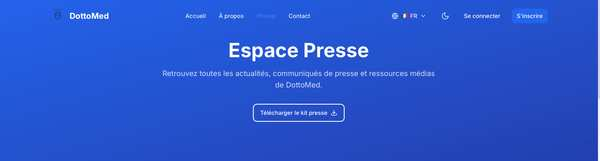 DottoMed
Accueil À propos Presse Contact
FR
Se connecter
S'inscrire
Espace Presse
Retrouvez toutes les actualités, communiqués de presse et ressources médias
de DottoMed.
Télécharger le kit presse